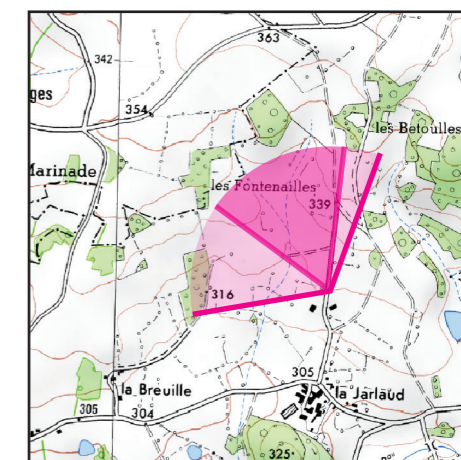 363
342
ges
354
les Betoulles
Marinade
les Fontenailles
339
316
305
la Breuille
la Jarlaud
305 304
325